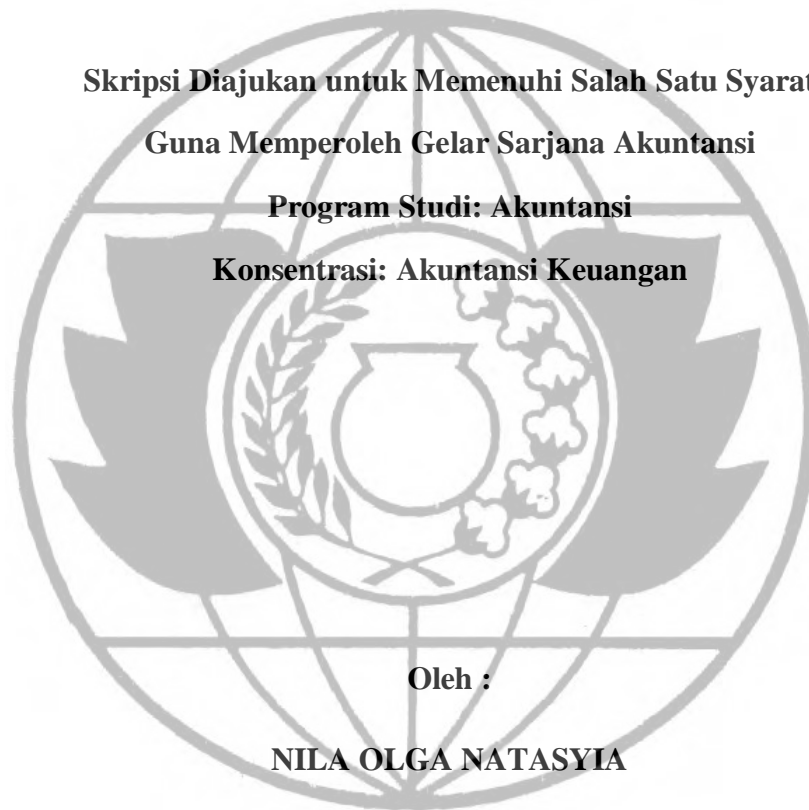 Skripsi Diajukan untuk Memenuhi Salah Satu Syarat
Guna Memperoleh Gelar Sarjana Akuntansi
Program Studi: Akuntansi
Konsentrasi: Akuntansi Keuangan
Oleh :
NILA OLGA NATASYIA